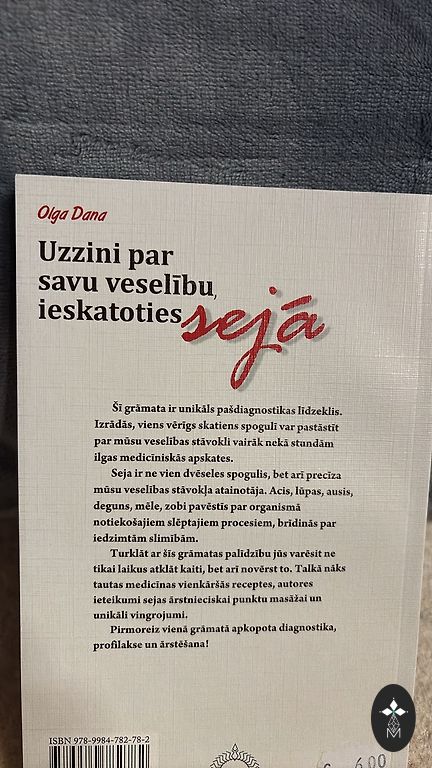 Olga Dana
Uzzini par
savu veselību,
ieskatoties sejā
Šī grāmata ir unikāls pašdiagnostikas līdzeklis.
Izrādās, viens vērīgs skatiens spogulī var pastāstīt
par mūsu veselības stāvokli vairāk nekā stundām
ilgas medicīniskās apskates.
Seja ir ne vien dvēseles spogulis, bet arī precīza
mūsu veselības stāvokļa atainotāja. Acis, lūpas, ausis,
deguns, mēle, zobi pavēstīs par organismā
notiekošajiem slēptajiem procesiem, brīdinās par
iedzimtām slimībām.
Turklāt ar šīs grāmatas palīdzību jūs varēsit ne
tikai laikus atklāt kaiti, bet arī novērst to. Talkā nāks
tautas medicīnas vienkāršās receptes, autores
ieteikumi sejas ārstnieciskai punktu masāžai un
unikāli vingrojumi.
Pirmoreiz vienā grāmatā apkopota diagnostika,
profilakse un ārstēšana!
ISBN 978-9984-782-78-2
6.00
M